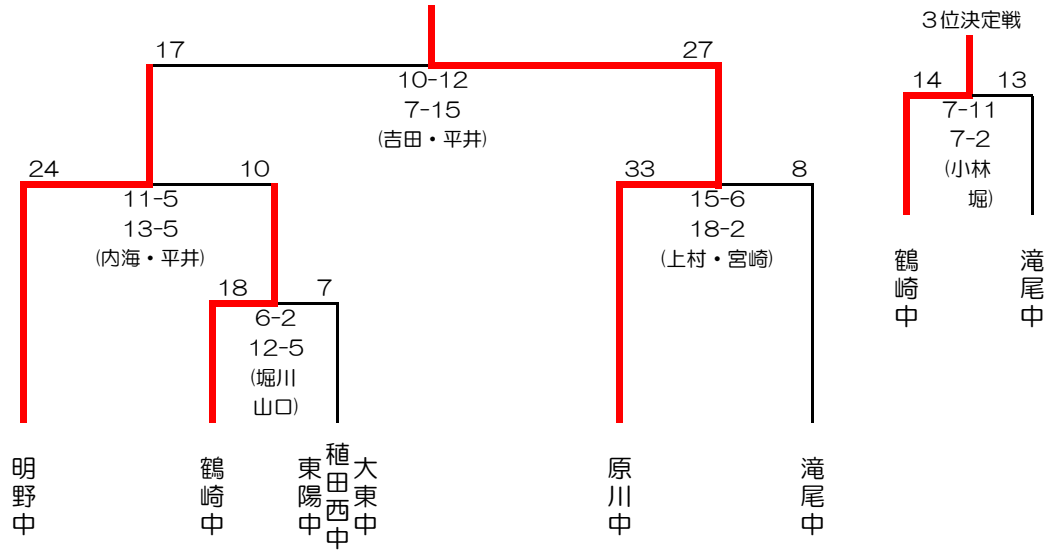 ３位決定戦
17
27
10-12
7-15
(吉田・平井)
14
13
7-11
7-2
(小林
堀)
24
10
11-5
13-5
(内海・平井)
33
8
15-6
18-2
(上村・宮崎)
鶴崎中
滝尾中
18
7
6-2
12-5
(堀川
山口)
明野中
鶴崎中
東陽中
稙田西中
大東中
原川中
滝尾中